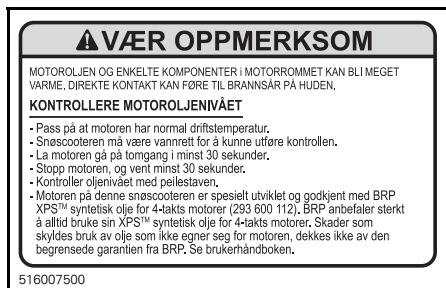 VÆR OPPMERKSOM
MOTOROLJEN OG ENKELTE KOMPONENTER i MOTORROMMET KAN BLI MEGET
VARME. DIREKTE KONTAKT KAN FØRE TIL BRANNSÅR PÅ HUDEN.
KONTROLLERE MOTOROLJENIVÅET
- Pass på at motoren har normal driftstemperatur.
- Snøscooteren må være vannrett for å kunne utføre kontrollen.
- La motoren gå på tomgang i minst 30 sekunder.
- Stopp motoren, og vent minst 30 sekunder.
- Kontroller oljenivået med peilestaven.
- Motoren på denne snøscooteren er spesielt utviklet og godkjent med BRP
XPS™ syntetisk olje for 4-takts motorer (293 600 112). BRP anbefaler sterkt
å alltid bruke sin XPS™ syntetisk olje for 4-takts motorer. Skader som
skyldes bruk av olje som ikke egner seg for motoren, dekkes ikke av den
begrensede garantien fra BRP. Se brukerhåndboken.
516007500